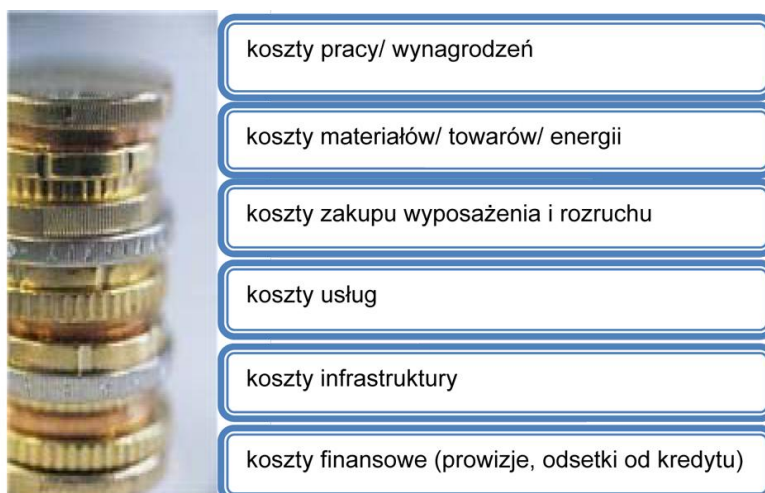 koszty pracy/ wynagrodzeń
koszty materiałów/ towarów/ energii
koszty zakupu wyposażenia i rozruchu
koszty usług
koszty infrastruktury
koszty finansowe (prowizje, odsetki od kredytu)